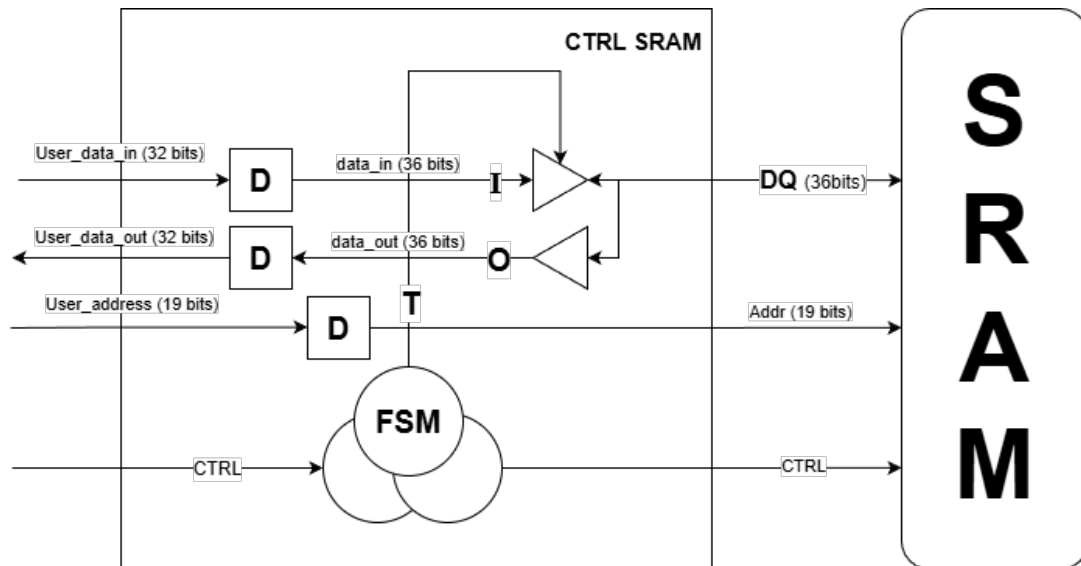 CTRL SRAM
User_data_in (32 bits)
D
data_in (36 bits)
I
DQ (36bits)
User_data_out (32 bits)
D
data_out (36 bits)
O
User_address (19 bits)
D
T
Addr (19 bits)
FSM
CTRL
CTRL
S
R
A
M